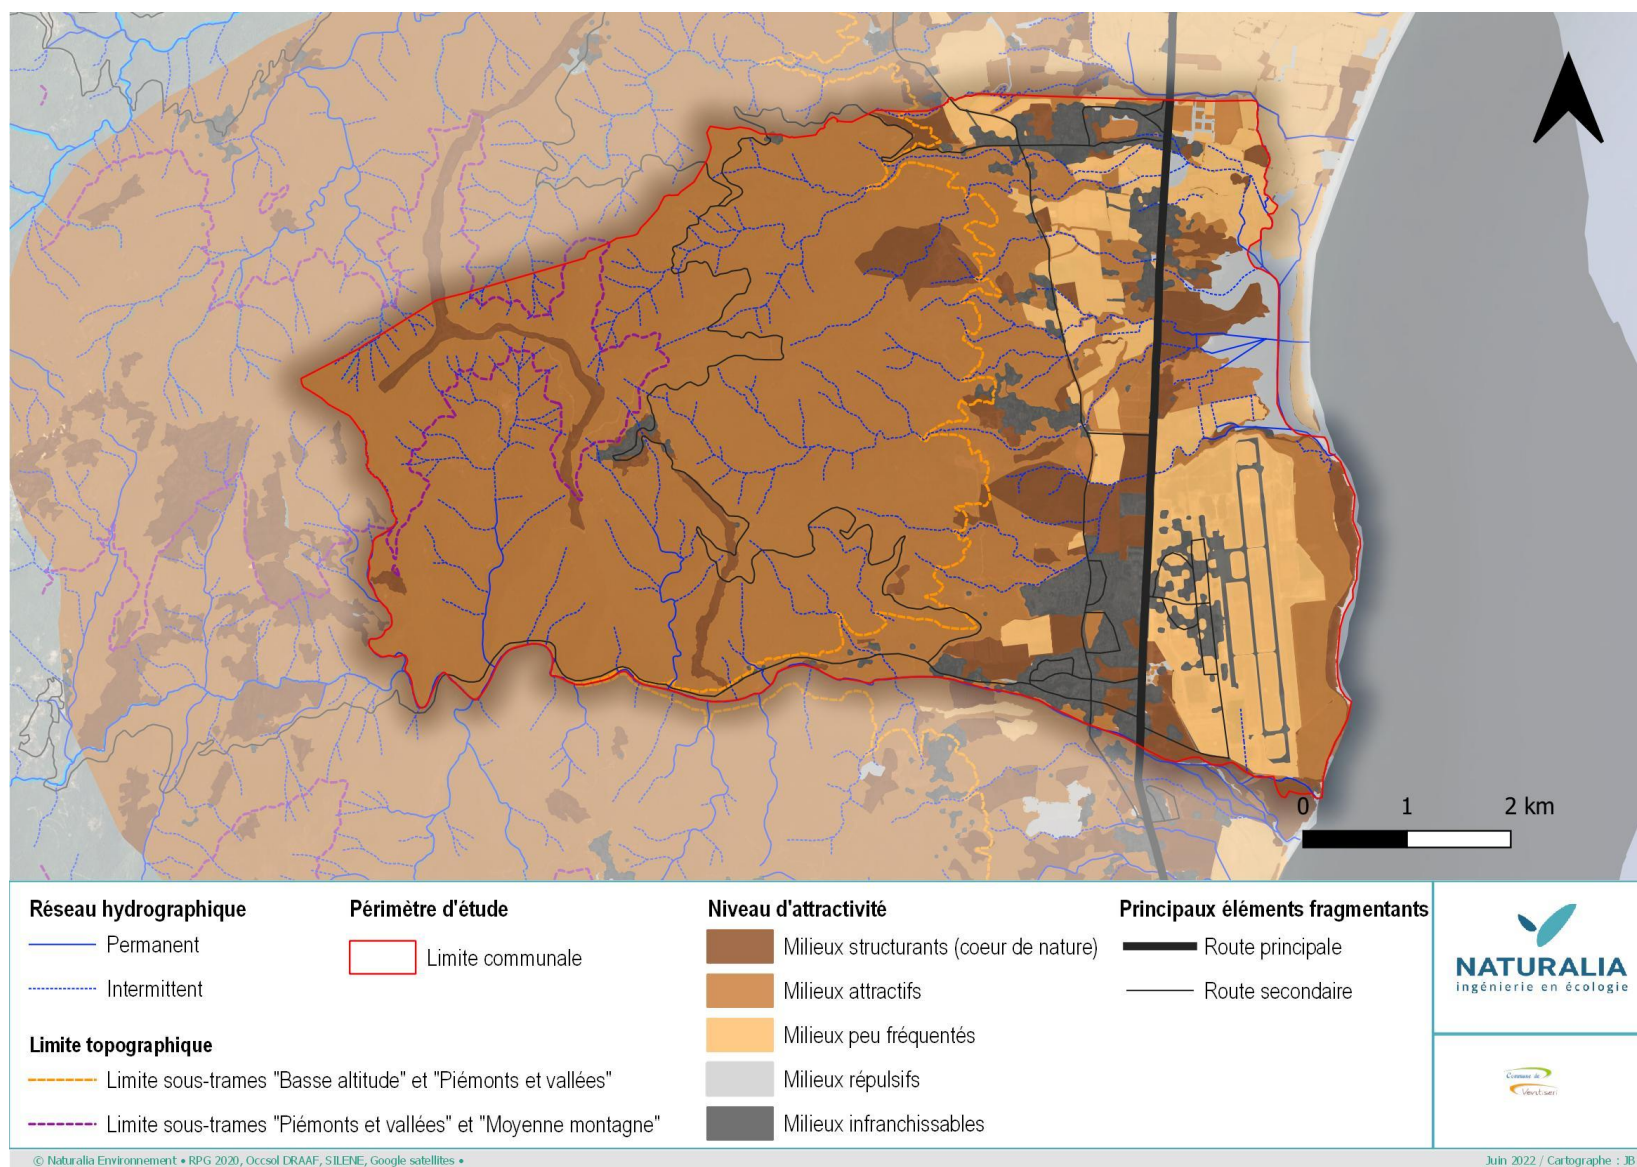 0 1 2 km
Réseau hydrographique
Permanent
Intermittent
Limite topographique
Limite sous-trames "Basse altitude" et "Piémonts et vallées"
Limite sous-trames "Piémonts et vallées" et "Moyenne montagne"
Périmètre d'étude
Limite communale
Niveau d'attractivité
Milieux structurants (coeur de nature)
Milieux attractifs
Milieux peu fréquentés
Milieux répulsifs
Milieux infranchissables
Principaux éléments fragmentants
Route principale
Route secondaire
NATURALIA
ingénierie en écologie
Commune de
Ventiseri
© Naturalia Environnement • RPG 2020, Occsol DRAAF, SILENE, Google satellites •
Juin 2022 / Cartographe : JB